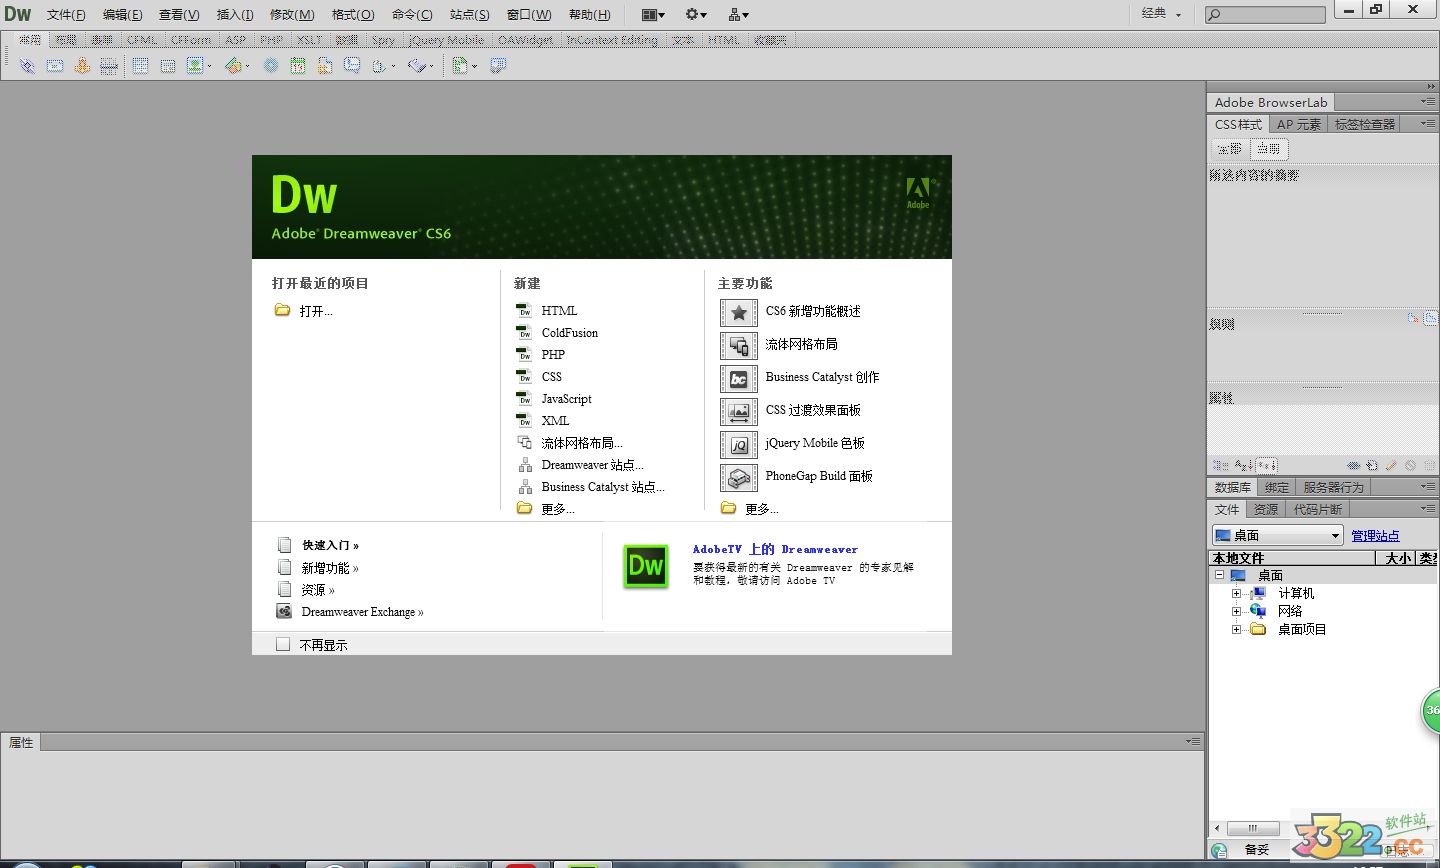 Dw 文件(F) 编辑(E) 查看(V) 插入(I) 修改(M) 格式(O) 命令(C) 站点(S) 窗口(W) 帮助(H) 经典
常用 布局 表单 CFML CFForm ASP PHP XSLT 数据 Spry jQuery Mobile OAWidget InContext Editing 文本 HTML 收藏夹
Adobe BrowserLab
CSS样式 AP 元素 标签检查器
全部 当前
所选内容的摘要
规则
属性
数据库 绑定 服务器行为
文件 资源 代码片断
桌面 管理站点
本地文件 大小
桌面
计算机
网络
桌面项目
备妥
日志...
Dw
Adobe® Dreamweaver® CS6
Adobe
打开最近的项目
打开...
新建
HTML
ColdFusion
PHP
CSS
JavaScript
XML
流体网格布局...
Dreamweaver 站点...
Business Catalyst 站点...
更多...
主要功能
CS6 新增功能概述
流体网格布局
bc Business Catalyst 创作
CSS 过渡效果面板
jQ jQuery Mobile 色板
PhoneGap Build 面板
更多...
快速入门 »
新增功能 »
资源 »
Dreamweaver Exchange »
Dw
AdobeTV 上的 Dreamweaver
要获得最新的有关 Dreamweaver 的专家见解
和教程，敬请访问 Adobe TV
不再显示
属性
36
3322 软件站
.cc